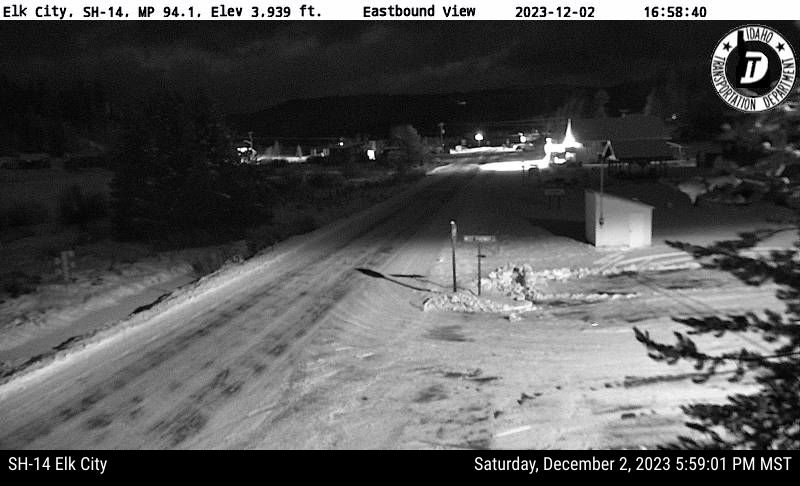 Elk City, SH-14, MP 94.1, Elev 3,939 ft. Eastbound View 2023-12-02 16:58:40
IDAHO
TRANSPORTATION DEPARTMENT
SH-14 Elk City Saturday, December 2, 2023 5:59:01 PM MST